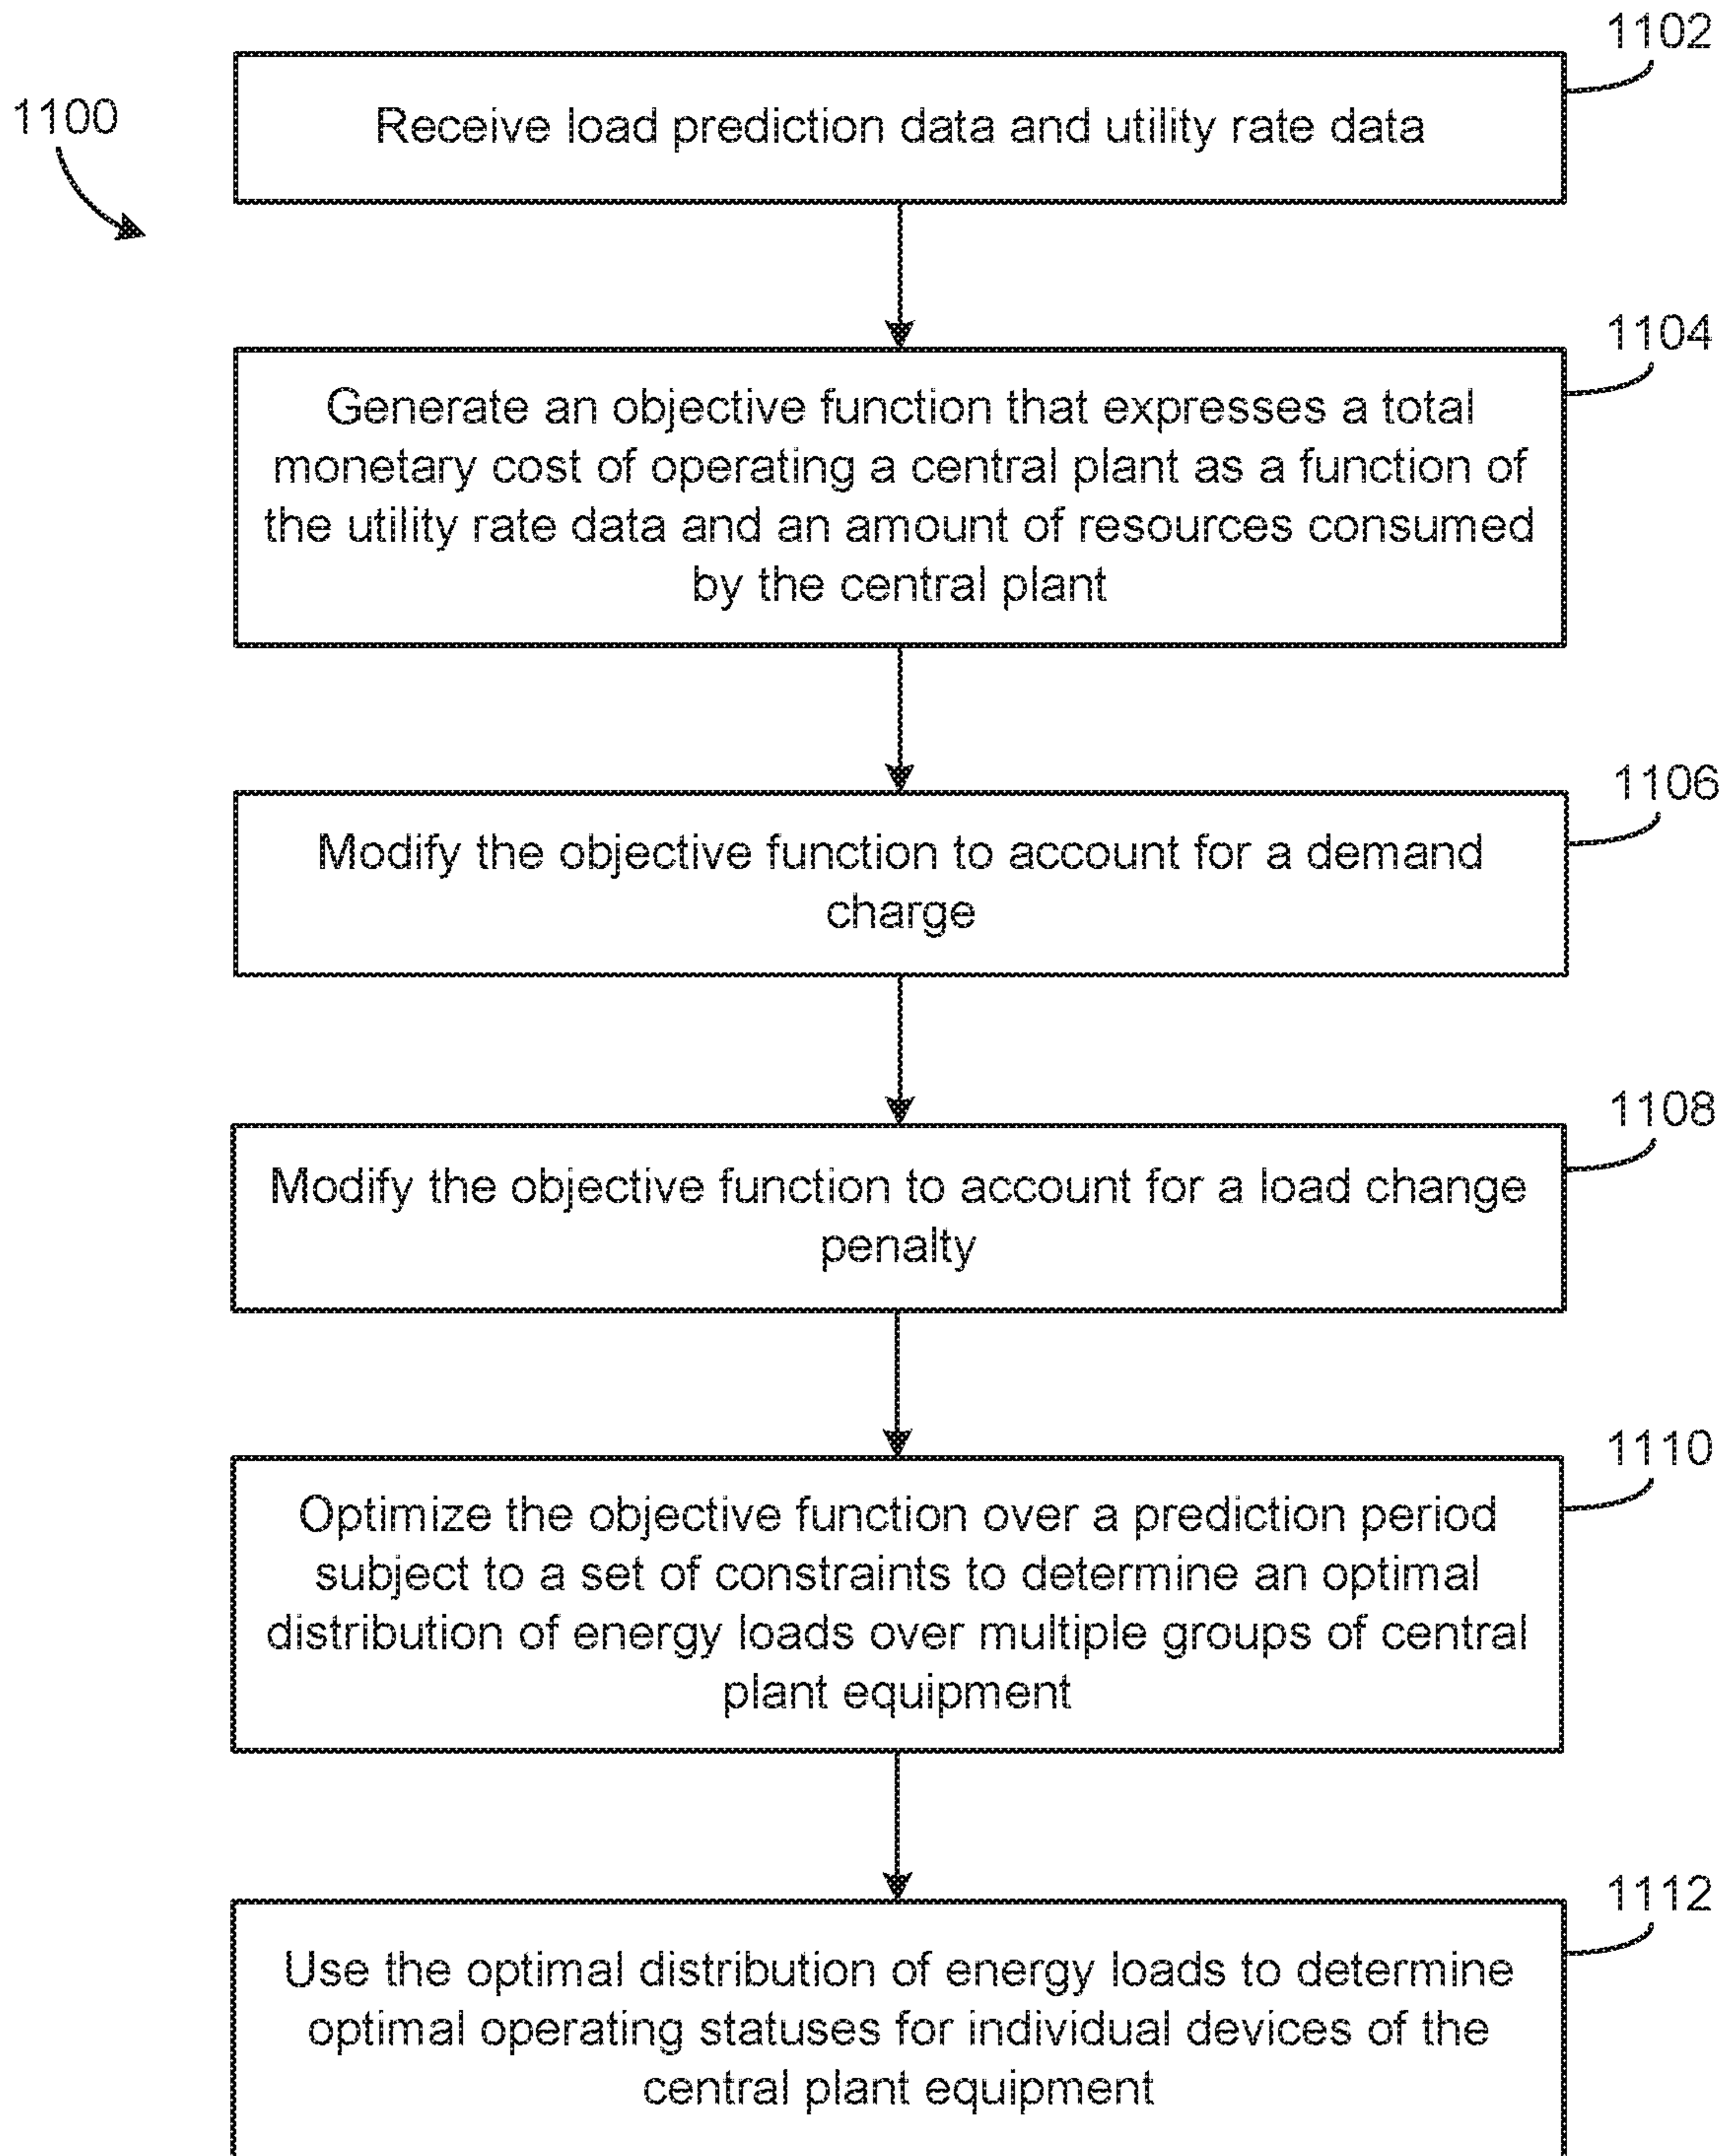 1102
1100
Receive load prediction data and utility rate data
1104
Generate an objective function that expresses a total
monetary cost of operating a central plant as a function of
the utility rate data and an amount of resources consumed
by the central plant
1106
Modify the objective function to account for a demand
charge
1108
Modify the objective function to account for a load change
penalty
1110
Optimize the objective function over a prediction period
subject to a set of constraints to determine an optimal
distribution of energy loads over multiple groups of central
plant equipment
1112
Use the optimal distribution of energy loads to determine
optimal operating statuses for individual devices of the
central plant equipment